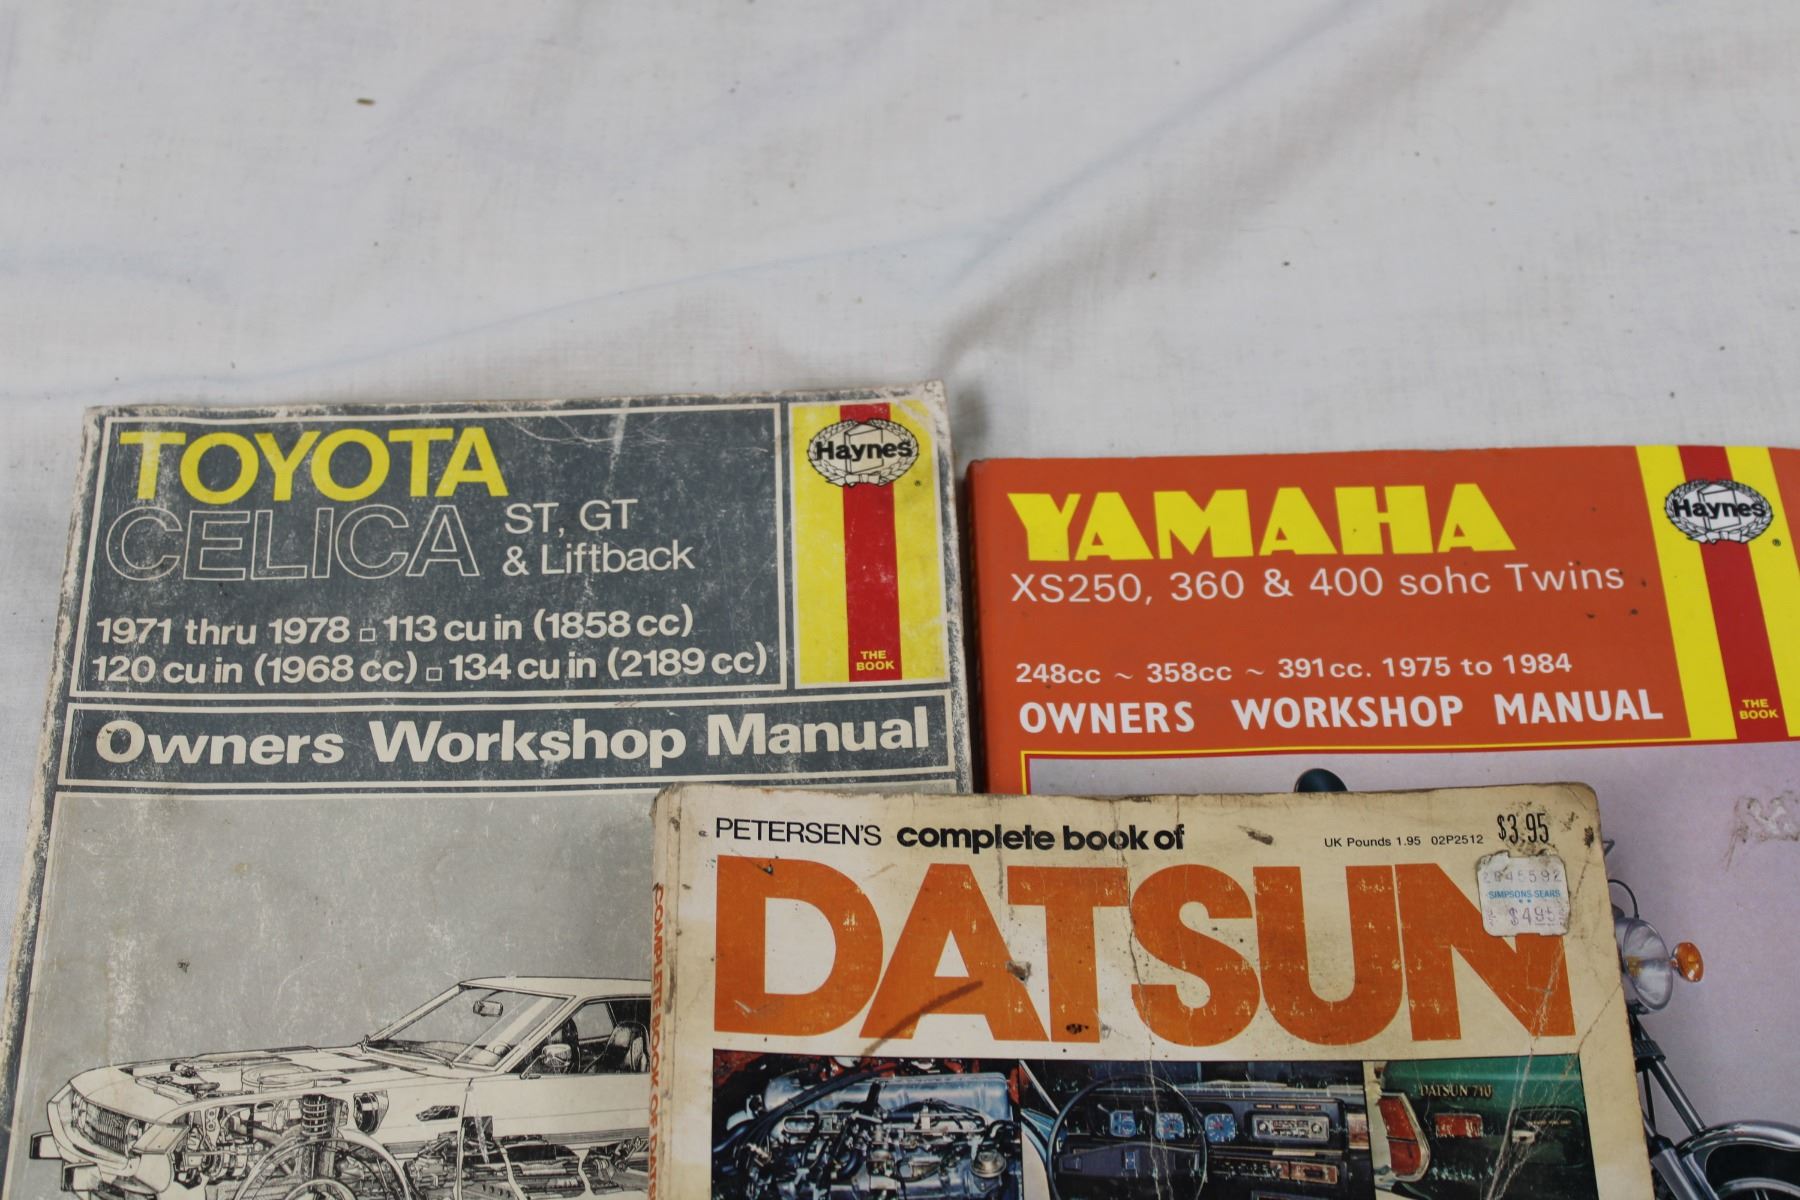 TOYOTA
CELICA
ST, GT
& Liftback
1971 thru 1978 □ 113 cu in (1858 cc)
120 cu in (1968 cc) □ 134 cu in (2189 cc)
Haynes
THE
BOOK
Owners Workshop Manual
YAMAHA
XS250, 360 & 400 sohc Twins
248cc ~ 358cc ~ 391cc. 1975 to 1984
OWNERS WORKSHOP MANUAL
Haynes
THE
BOOK
PETERSEN'S complete book of
UK Pounds 1.95 02P2512 $3.95
DATSUN
SIMPSONS-SEARS
DATSUN 710
COMPLETE BOOK OF